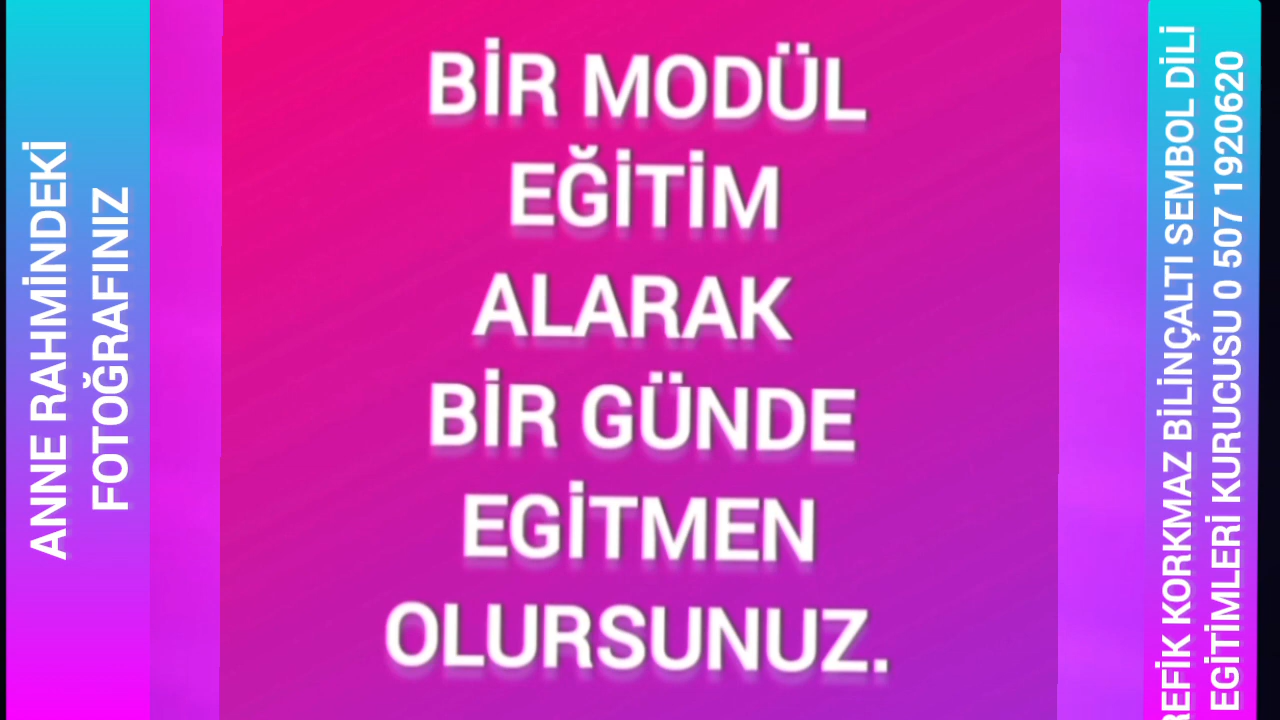 ANNE RAHMİNDEKİ
FOTOĞRAFINIZ
BİR MODÜL
EĞİTİM
ALARAK
BİR GÜNDE
EGİTMEN
OLURSUNUZ.
REFİK KORKMAZ BİLİNÇALTI SEMBOL DİLİ
EGİTİMLERİ KURUCUSU 0 507 1920620